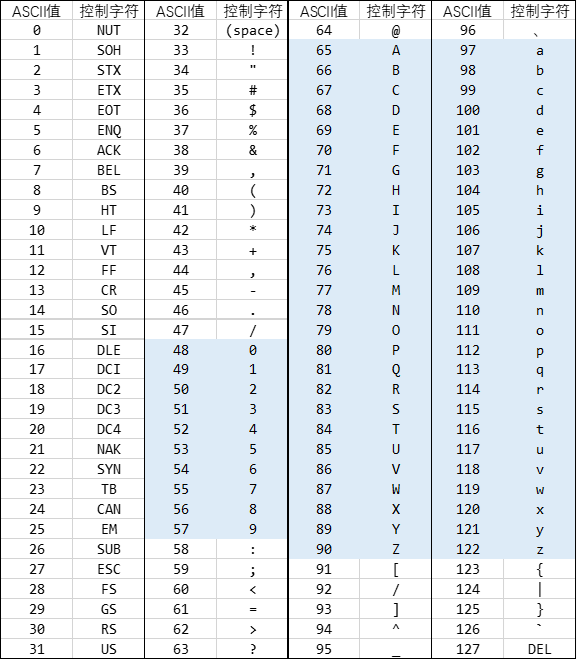 ASCII值 控制字符 ASCII值 控制字符 ASCII值 控制字符 ASCII值 控制字符
0 NUT 32 (space) 64 @ 96 、
1 SOH 33 ! 65 A 97 a
2 STX 34 " 66 B 98 b
3 ETX 35 # 67 C 99 c
4 EOT 36 $ 68 D 100 d
5 ENQ 37 % 69 E 101 e
6 ACK 38 & 70 F 102 f
7 BEL 39 , 71 G 103 g
8 BS 40 ( 72 H 104 h
9 HT 41 ) 73 I 105 i
10 LF 42 * 74 J 106 j
11 VT 43 + 75 K 107 k
12 FF 44 , 76 L 108 l
13 CR 45 - 77 M 109 m
14 SO 46 . 78 N 110 n
15 SI 47 / 79 O 111 o
16 DLE 48 0 80 P 112 p
17 DCI 49 1 81 Q 113 q
18 DC2 50 2 82 R 114 r
19 DC3 51 3 83 S 115 s
20 DC4 52 4 84 T 116 t
21 NAK 53 5 85 U 117 u
22 SYN 54 6 86 V 118 v
23 TB 55 7 87 W 119 w
24 CAN 56 8 88 X 120 x
25 EM 57 9 89 Y 121 y
26 SUB 58 : 90 Z 122 z
27 ESC 59 ; 91 [ 123 {
28 FS 60 < 92 / 124 |
29 GS 61 = 93 ] 125 }
30 RS 62 > 94 ^ 126 `
31 US 63 ? 95 _ 127 DEL